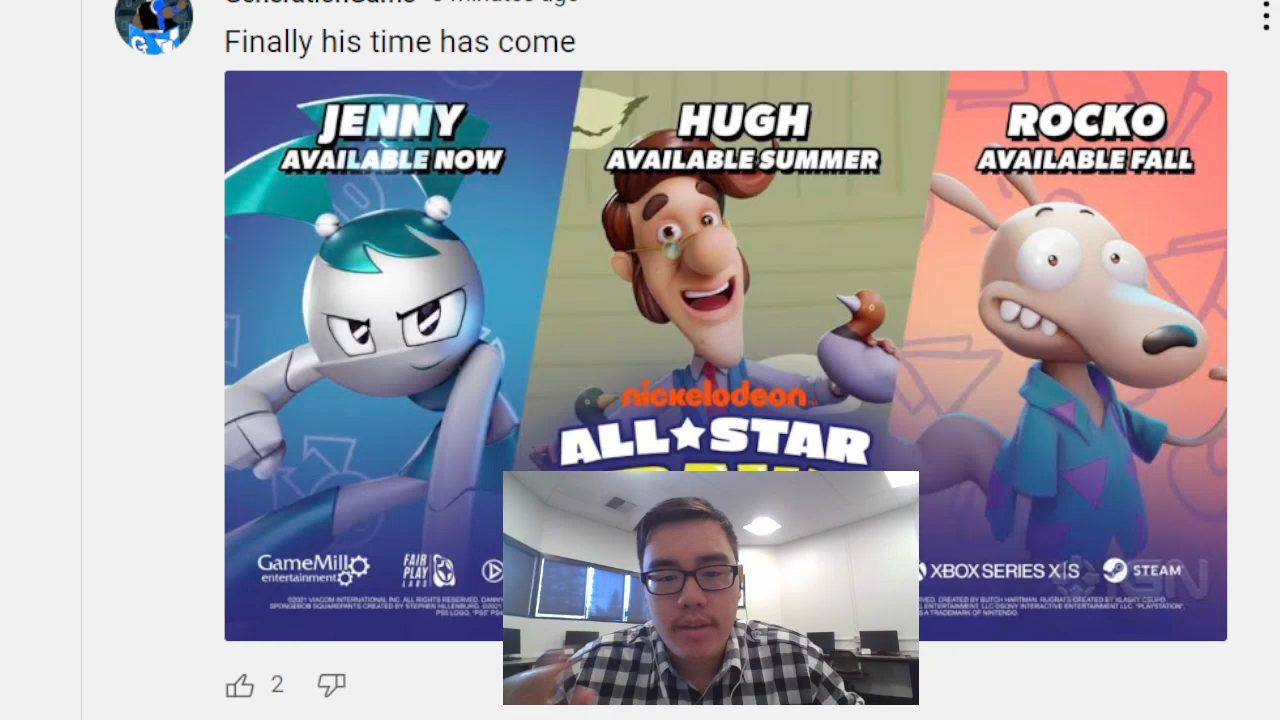 Finally his time has come
JENNY
AVAILABLE NOW
HUGH
AVAILABLE SUMMER
ROCKO
AVAILABLE FALL
nickelodeon
ALL★STAR
GameMill
entertainment
FAIR
PLAY
LABS
XBOX SERIES X|S
STEAM
2